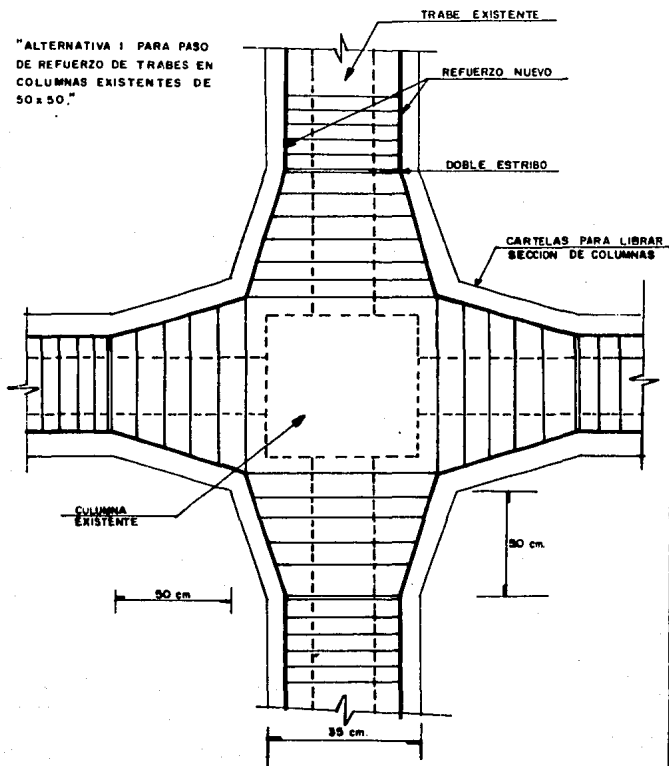 TRABE EXISTENTE
"ALTERNATIVA 1 PARA PASO
DE REFUERZO DE TRABES EN
COLUMNAS EXISTENTES DE
50 x 50."
REFUERZO NUEVO
DOBLE ESTRIBO
CARTELAS PARA LIBRAR
SECCION DE COLUMNAS
CULUMNA
EXISTENTE
50 cm.
50 cm
35 cm.